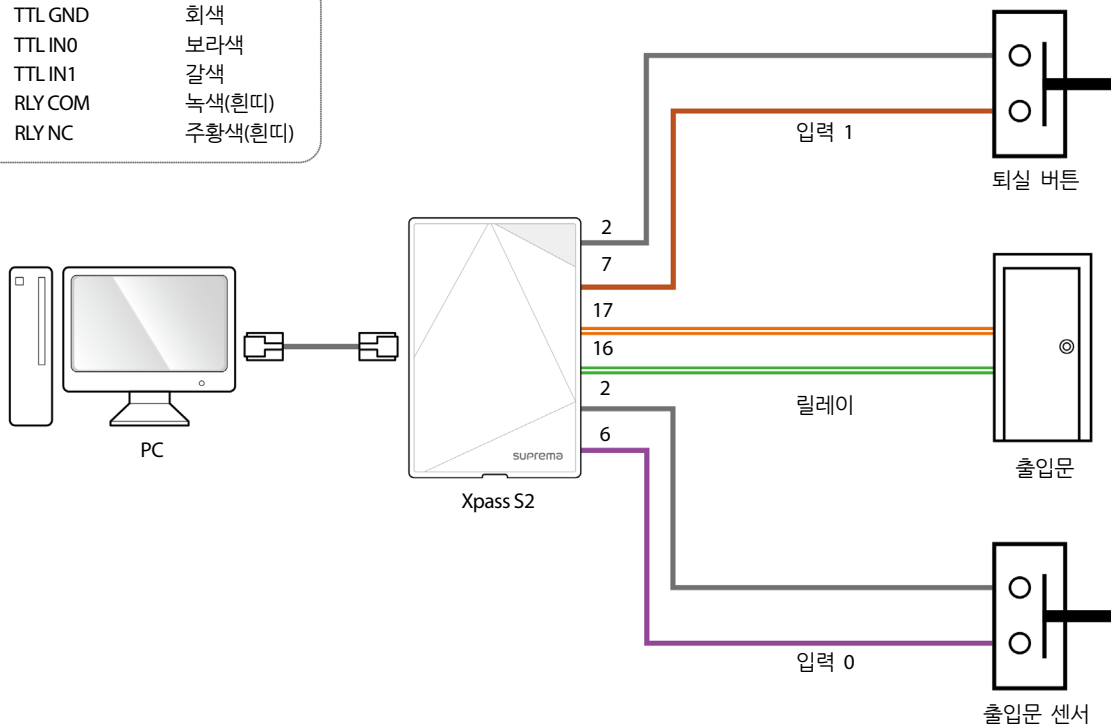 TTL GND 회색
TTL IN0 보라색
TTL IN1 갈색
RLY COM 녹색(흰띠)
RLY NC 주황색(흰띠)
입력 1
퇴실 버튼
2
7
17
16
2
6
릴레이
suprema
PC
Xpass S2
출입문
입력 0
출입문 센서